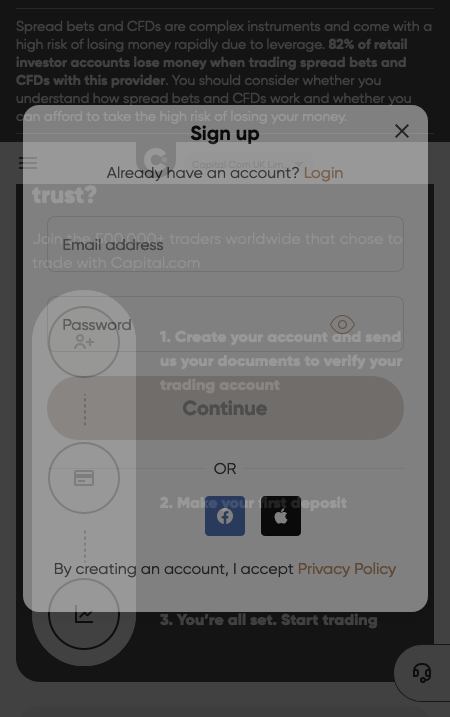 Spread bets and CFDs are complex instruments and come with a
high risk of losing money rapidly due to leverage. 82% of retail
investor accounts lose money when trading spread bets and
CFDs with this provider. You should consider whether you
understand how spread bets and CFDs work and whether you
can afford to take the high risk of losing your money.
Sign up
Capital Com UK Lim...
Already have an account? Login
trust?
Join the 500,000+ traders worldwide that chose to
trade with Capital.com
Email address
Password
1. Create your account and send
us your documents to verify your
trading account
Continue
OR
2. Make your first deposit
By creating an account, I accept Privacy Policy
3. You're all set. Start trading